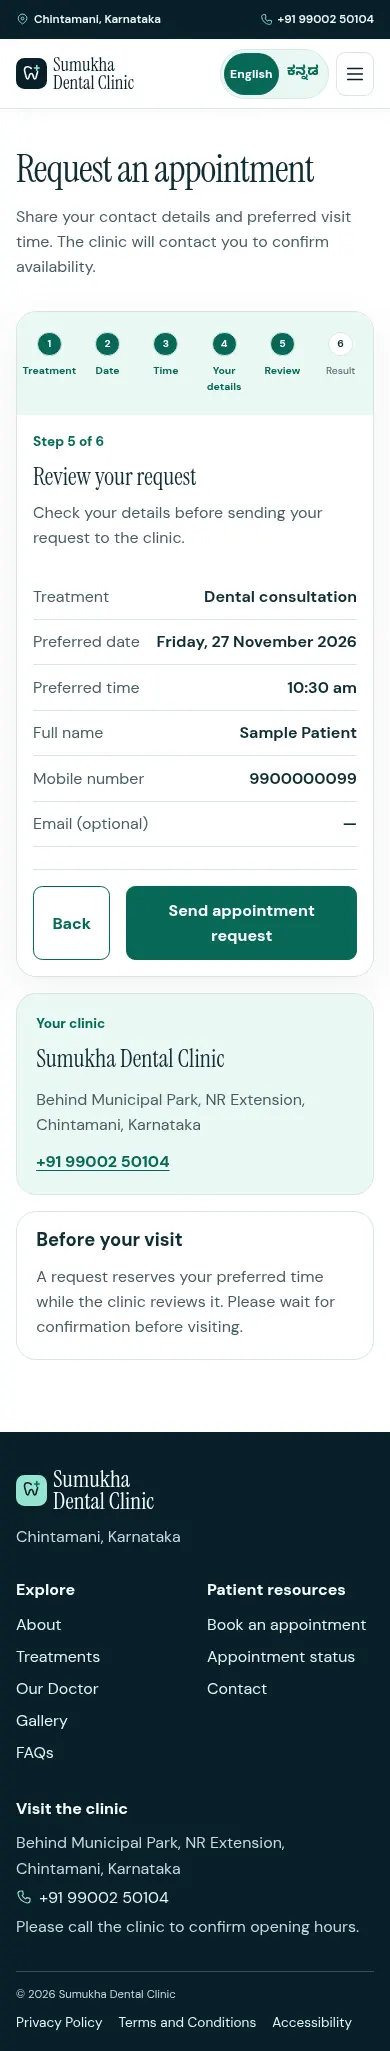 Chintamani, Karnataka
+91 99002 50104
Sumukha
Dental Clinic
English
ಕನ್ನಡ
Request an appointment
Share your contact details and preferred visit
time. The clinic will contact you to confirm
availability.
1
2
3
4
5
6
Treatment
Date
Time
Your
details
Review
Result
Step 5 of 6
Review your request
Check your details before sending your
request to the clinic.
Treatment Dental consultation
Preferred date Friday, 27 November 2026
Preferred time 10:30 am
Full name Sample Patient
Mobile number 9900000099
Email (optional) —
Back
Send appointment
request
Your clinic
Sumukha Dental Clinic
Behind Municipal Park, NR Extension,
Chintamani, Karnataka
+91 99002 50104
Before your visit
A request reserves your preferred time
while the clinic reviews it. Please wait for
confirmation before visiting.
Sumukha
Dental Clinic
Chintamani, Karnataka
Explore
About
Treatments
Our Doctor
Gallery
FAQs
Patient resources
Book an appointment
Appointment status
Contact
Visit the clinic
Behind Municipal Park, NR Extension,
Chintamani, Karnataka
+91 99002 50104
Please call the clinic to confirm opening hours.
© 2026 Sumukha Dental Clinic
Privacy Policy Terms and Conditions Accessibility